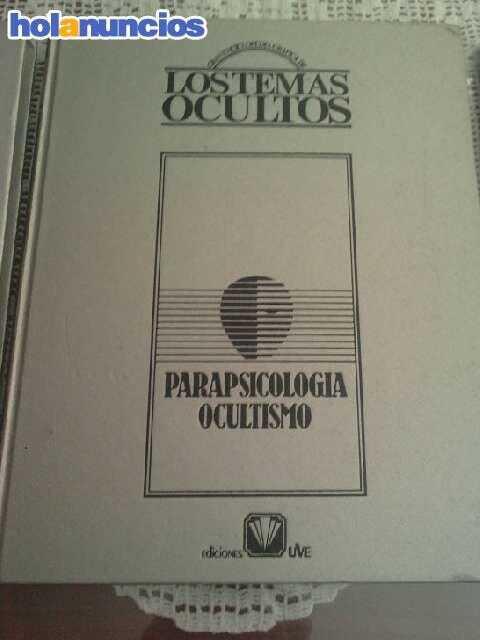 holanuncios
LOS TEMAS
OCULTOS
PARAPSICOLOGIA
OCULTISMO
ediciones UVE